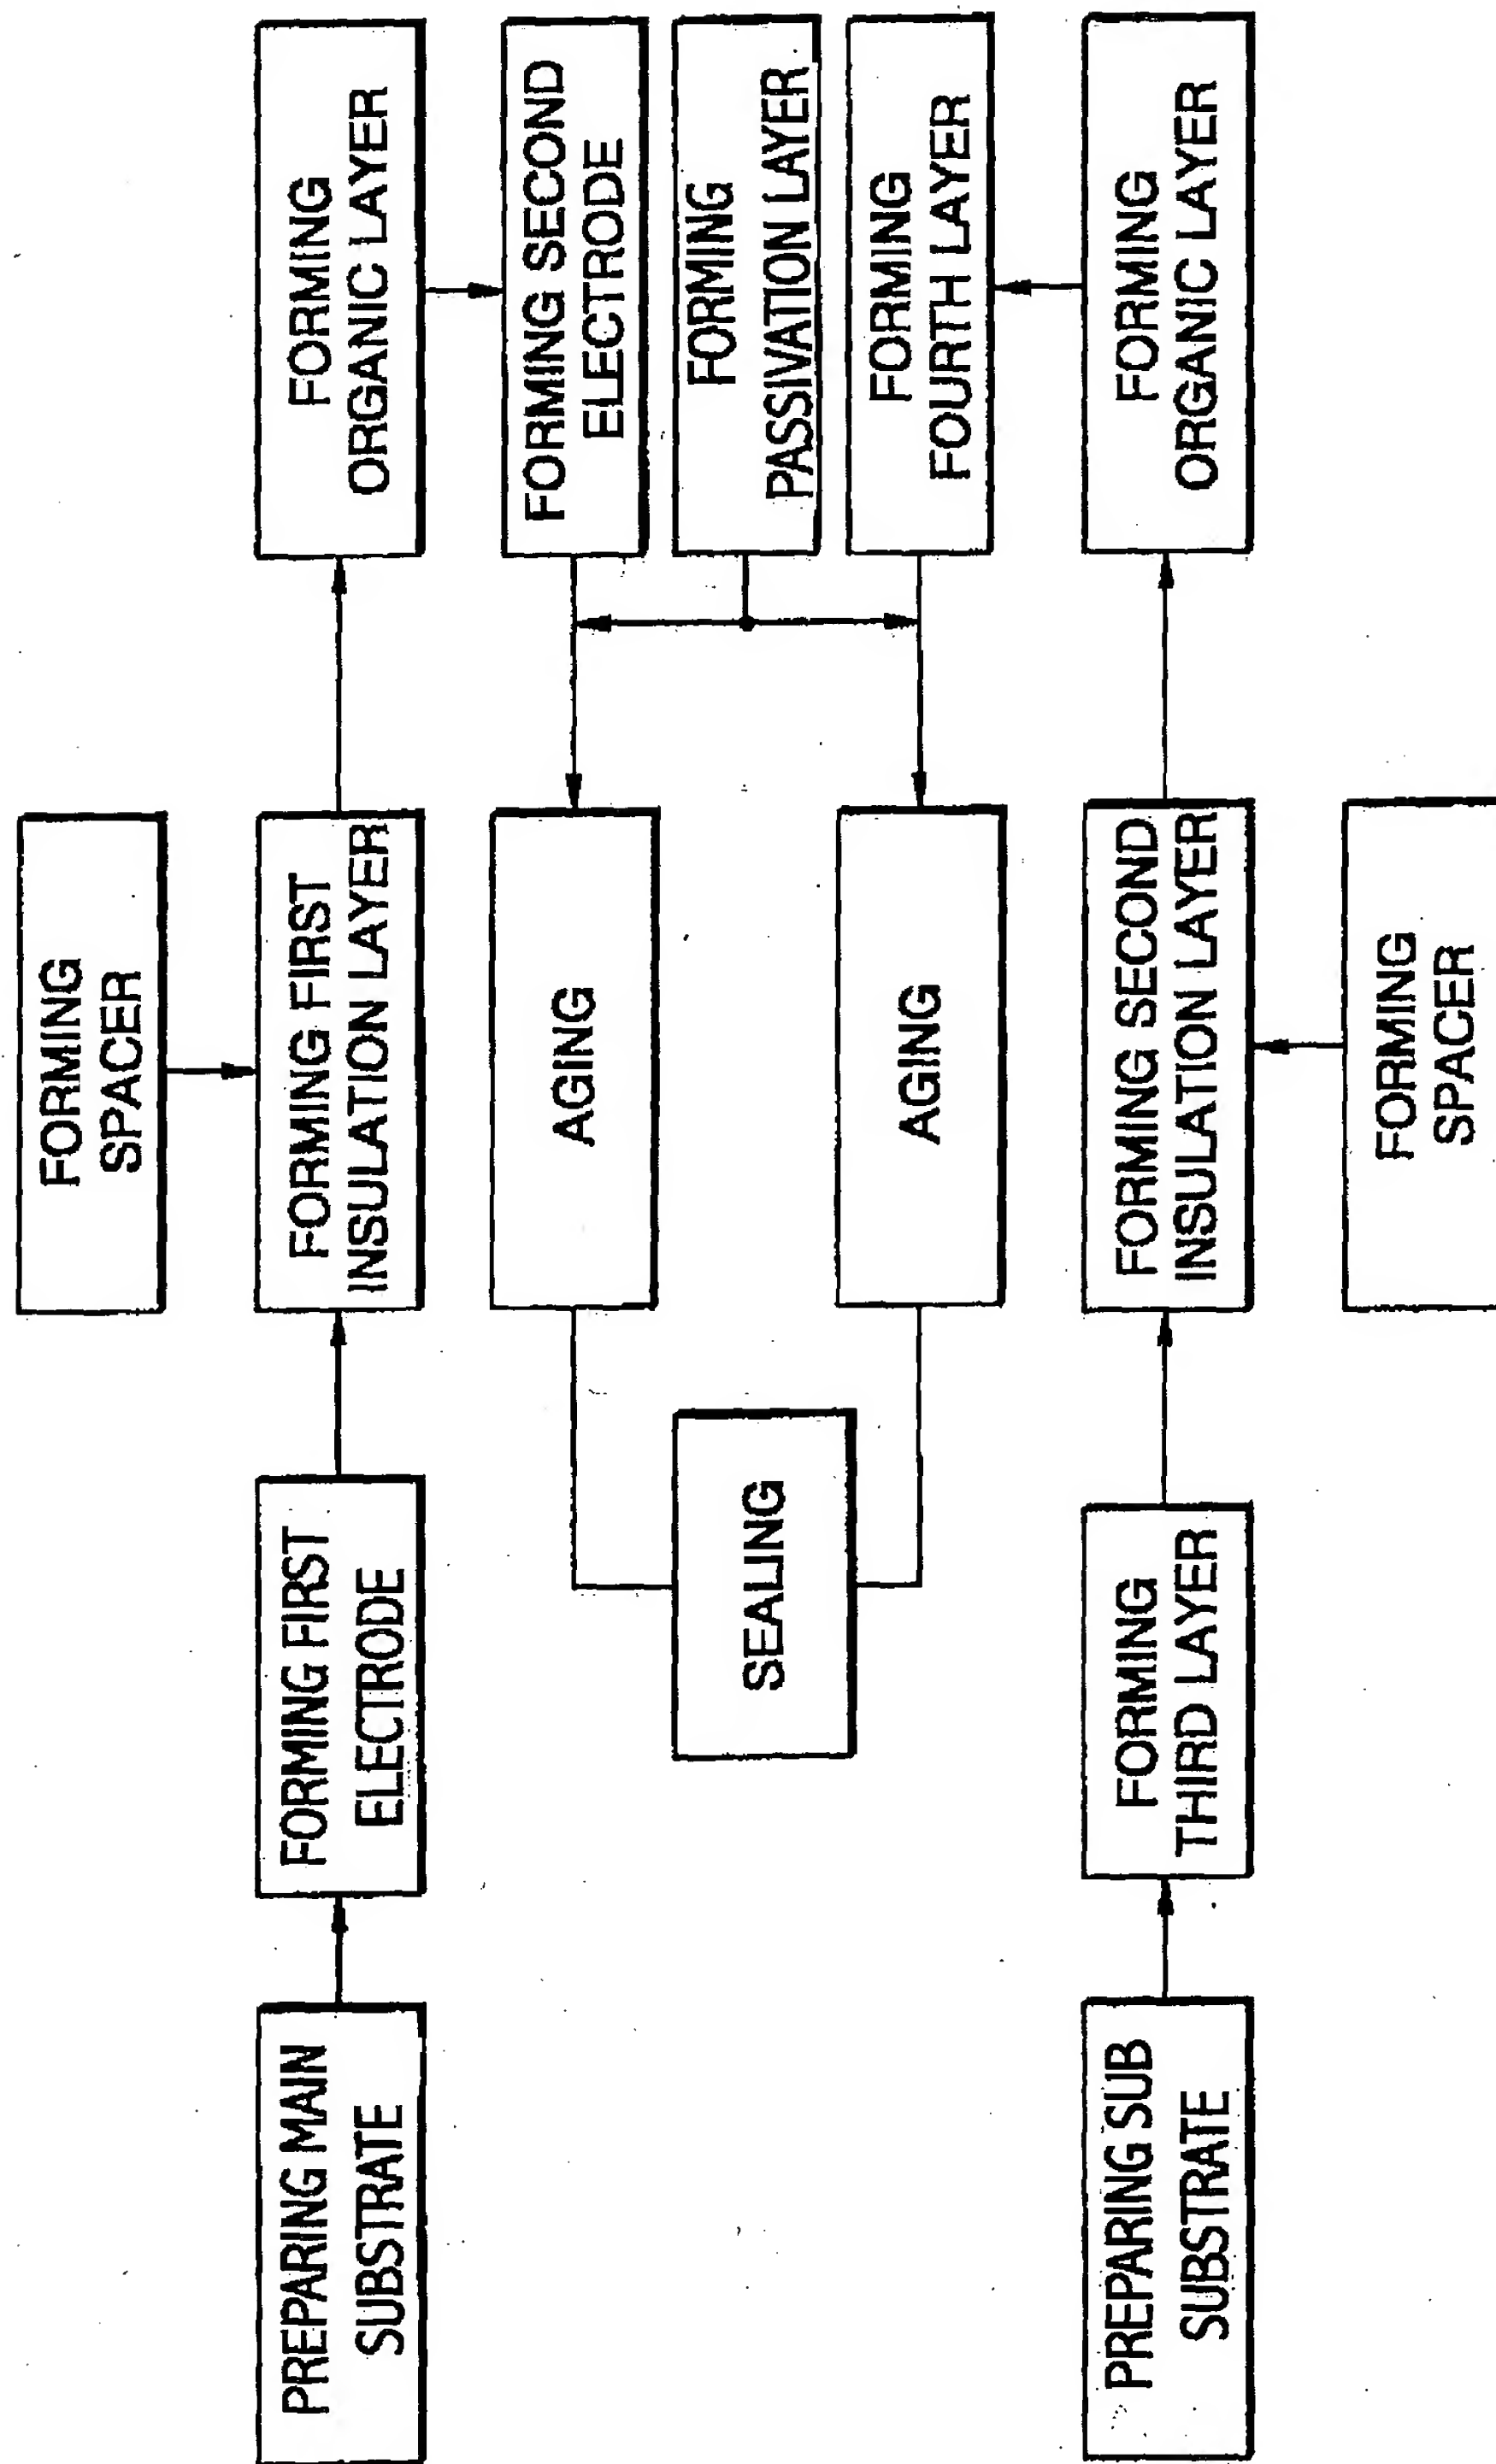 FORMING
SPACER
PREPARING MAIN
SUBSTRATE
FORMING FIRST
ELECTRODE
FORMING FIRST
INSULATION LAYER
FORMING
ORGANIC LAYER
FORMING SECOND
ELECTRODE
AGING
SEALING
FORMING
PASSIVATION LAYER
AGING
FORMING
FOURTH LAYER
PREPARING SUB
SUBSTRATE
FORMING
THIRD LAYER
FORMING SECOND
INSULATION LAYER
FORMING
ORGANIC LAYER
FORMING
SPACER